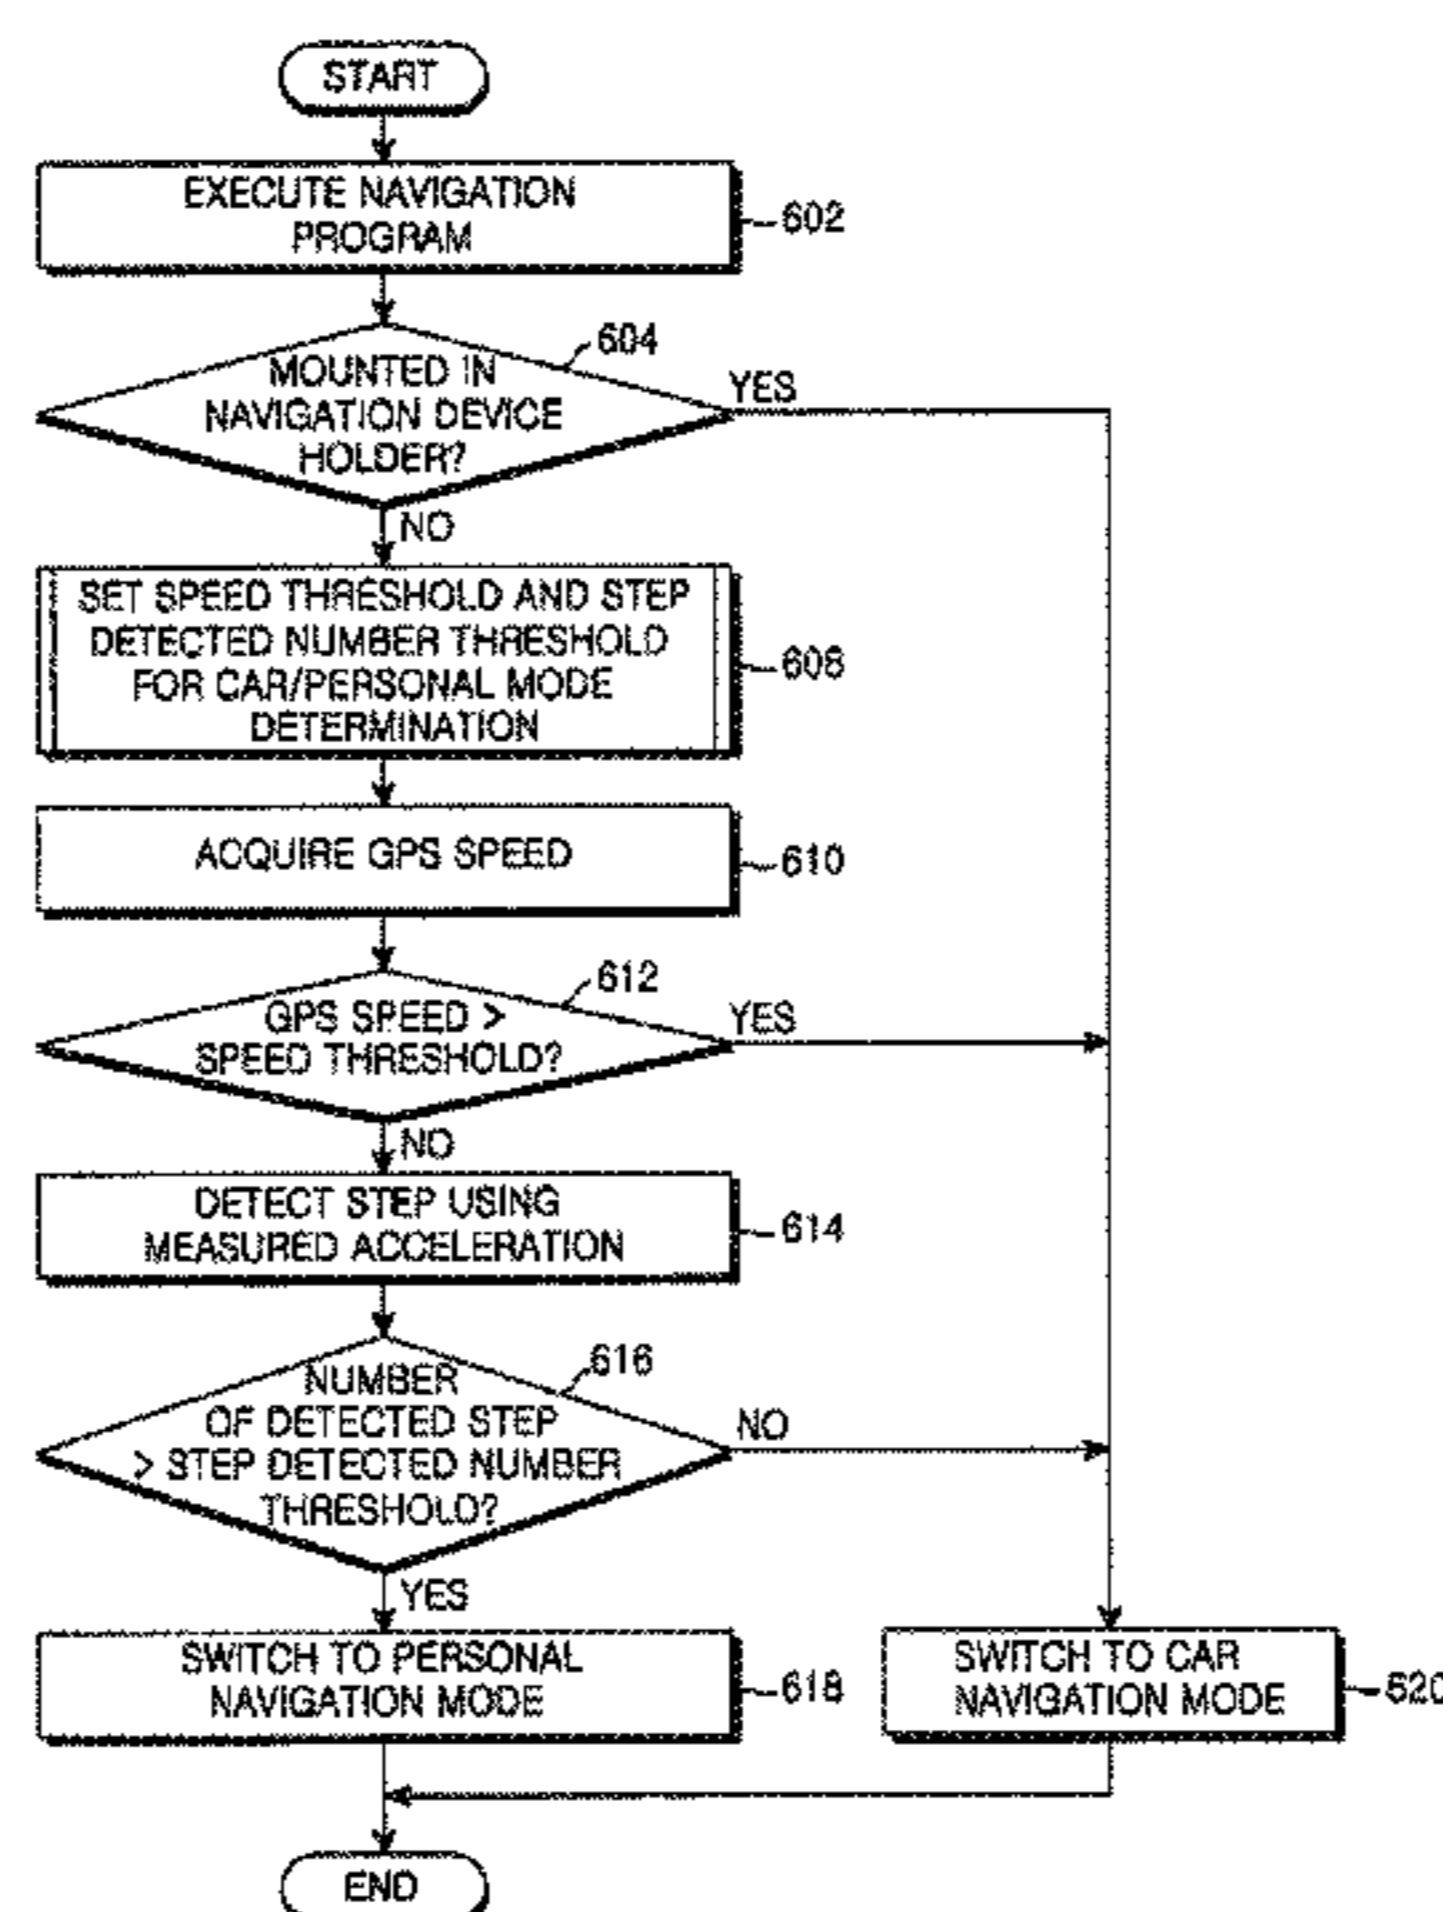 START
EXECUTE NAVIGATION
PROGRAM
602
604
MOUNTED IN
NAVIGATION DEVICE
HOLDER?
YES
NO
SET SPEED THRESHOLD AND STEP
DETECTED NUMBER THRESHOLD
FOR CAR/PERSONAL MODE
DETERMINATION
608
ACQUIRE GPS SPEED
610
612
GPS SPEED >
SPEED THRESHOLD?
YES
NO
DETECT STEP USING
MEASURED ACCELERATION
614
616
NUMBER
OF DETECTED STEP
> STEP DETECTED NUMBER
THRESHOLD?
NO
YES
SWITCH TO PERSONAL
NAVIGATION MODE
618
SWITCH TO CAR
NAVIGATION MODE
620
END